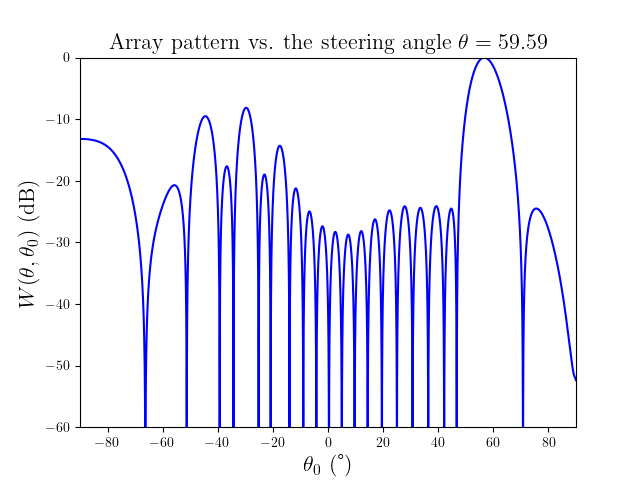 Array pattern vs. the steering angle θ = 59.59
0
−10
−20
−30
−40
−50
−60
W(θ, θ₀) (dB)
−80 −60 −40 −20 0 20 40 60 80
θ₀ (°)